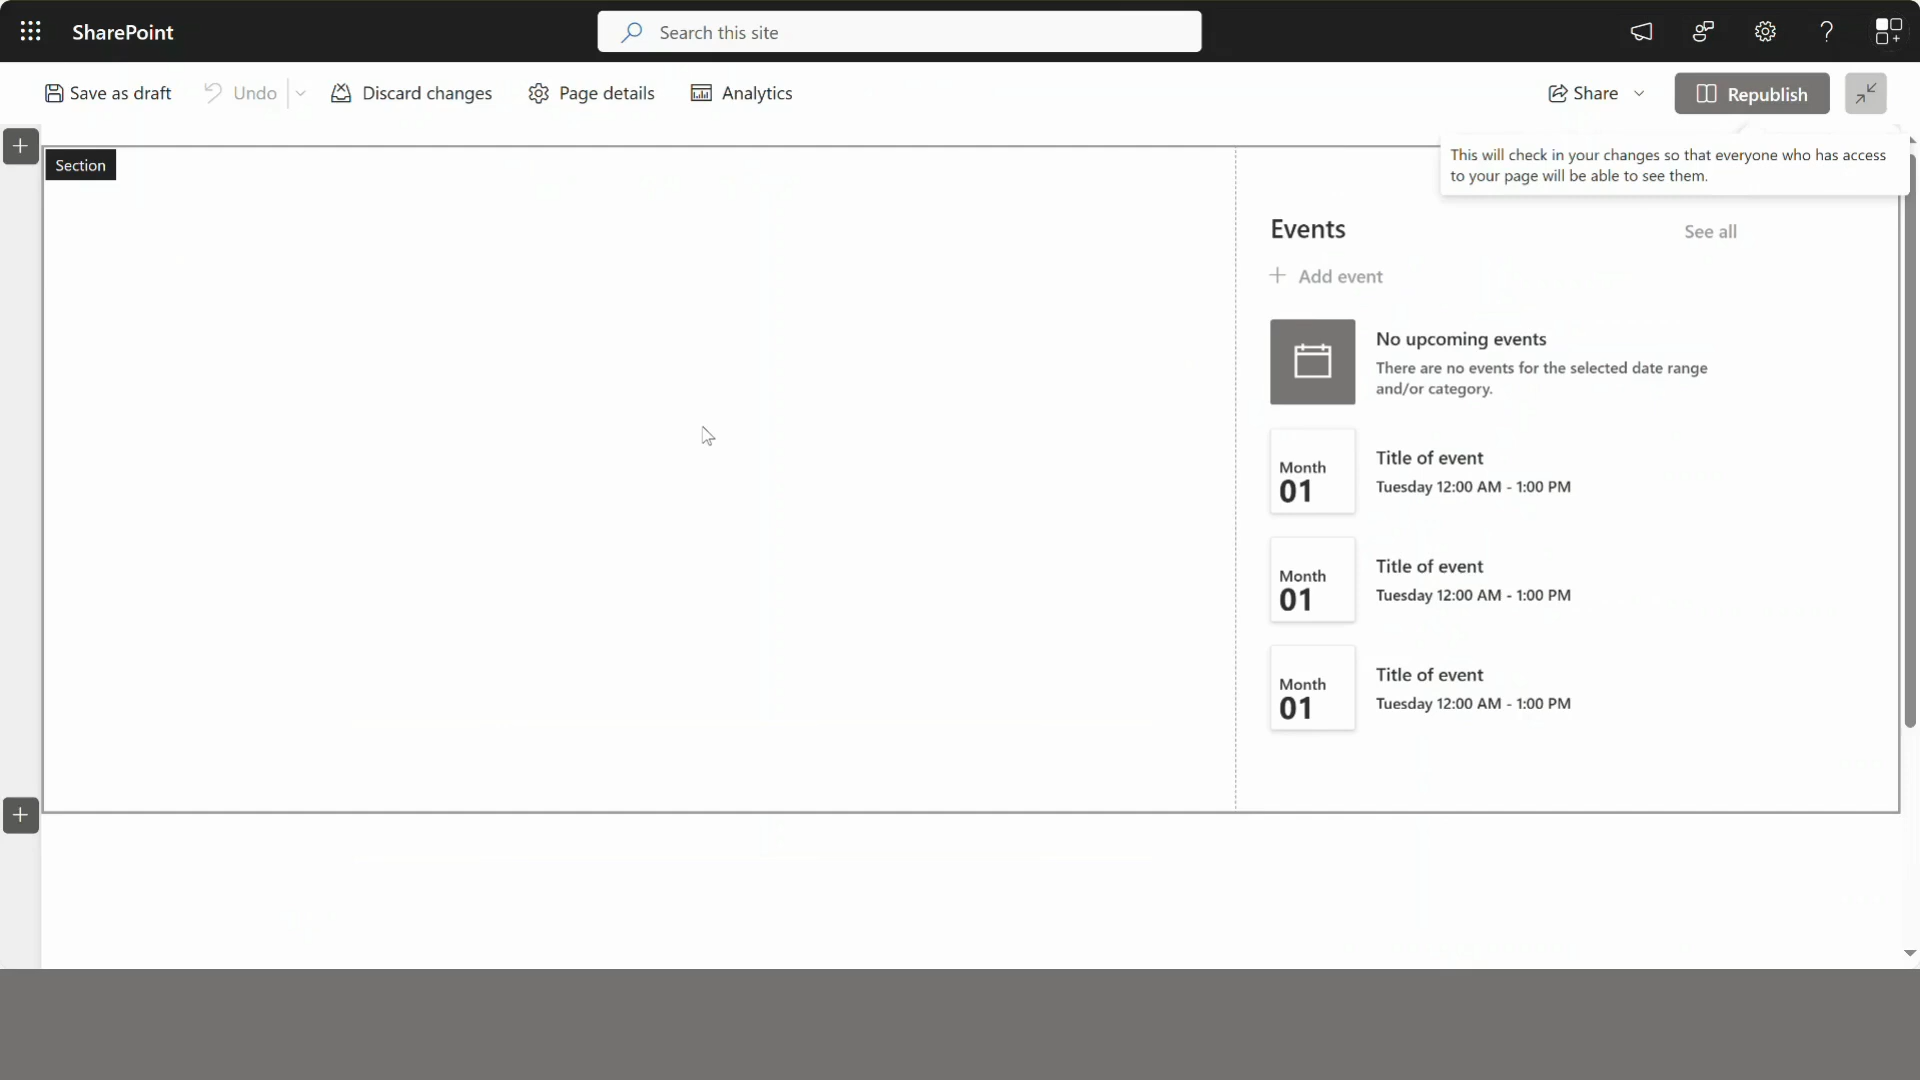 SharePoint
Search this site
Save as draft
Undo
Discard changes
Page details
Analytics
Share
Republish
This will check in your changes so that everyone who has access
to your page will be able to see them.
Section
Events
See all
Add event
No upcoming events
There are no events for the selected date range
and/or category.
Month
01
Title of event
Tuesday 12:00 AM - 1:00 PM
Month
01
Title of event
Tuesday 12:00 AM - 1:00 PM
Month
01
Title of event
Tuesday 12:00 AM - 1:00 PM